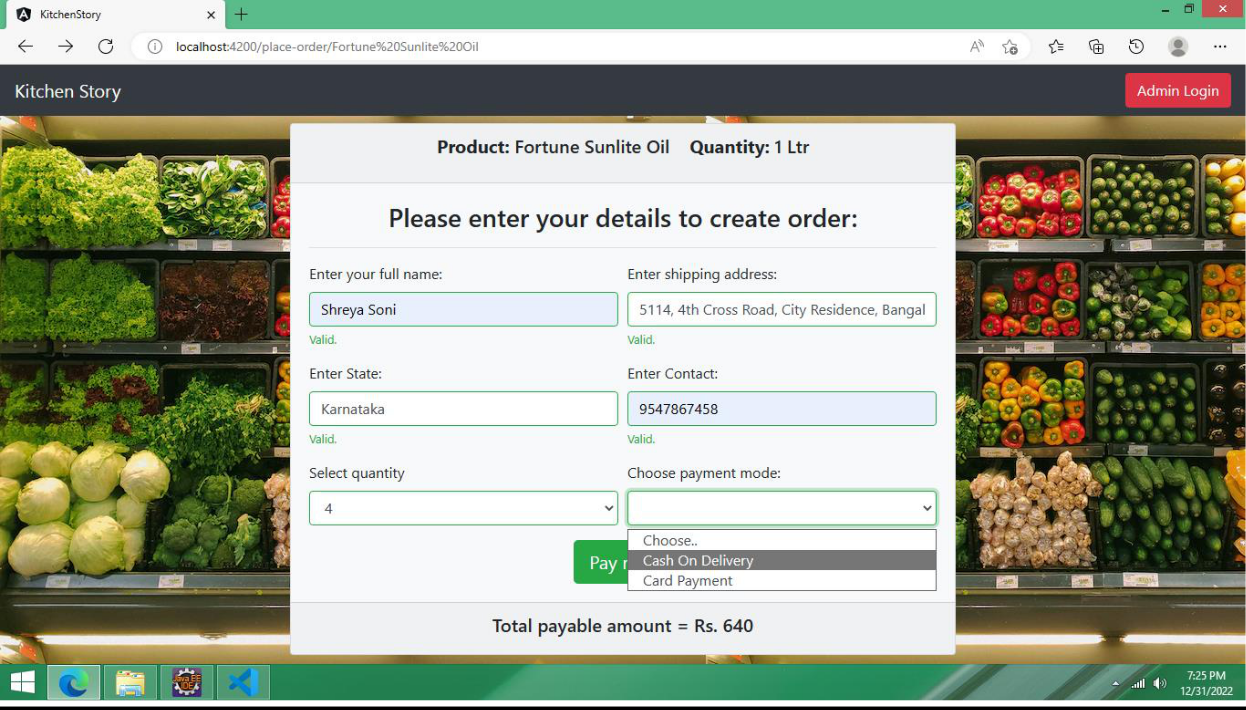 KitchenStory
localhost:4200/place-order/Fortune%20Sunlite%20Oil
Kitchen Story
Admin Login
Product: Fortune Sunlite Oil Quantity: 1 Ltr
Please enter your details to create order:
Enter your full name: Enter shipping address:
Shreya Soni 5114, 4th Cross Road, City Residence, Bangal
Valid. Valid.
Enter State: Enter Contact:
Karnataka 9547867458
Valid. Valid.
Select quantity Choose payment mode:
4
Choose..
Cash On Delivery
Pay
Card Payment
Total payable amount = Rs. 640
Java EE
IDE
7:25 PM
12/31/2022